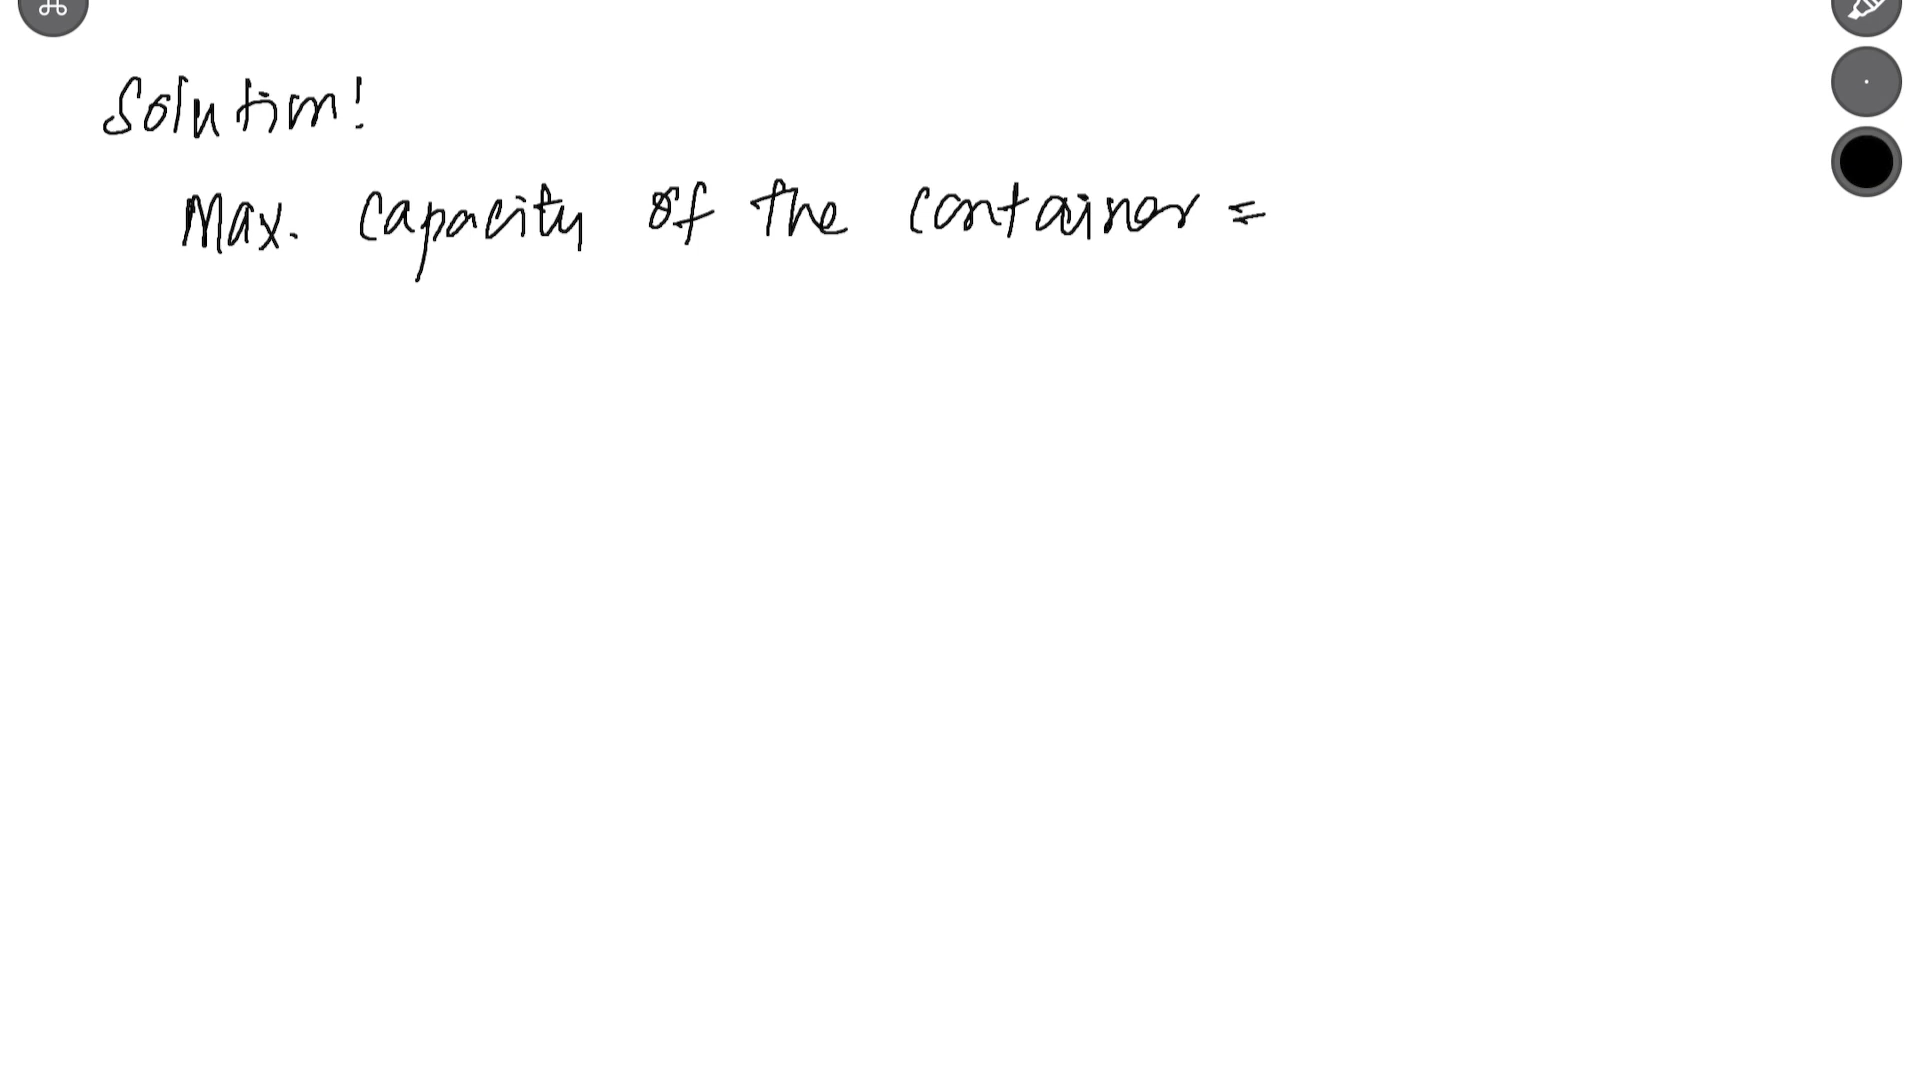 Solution!
Max. capacity of the container =